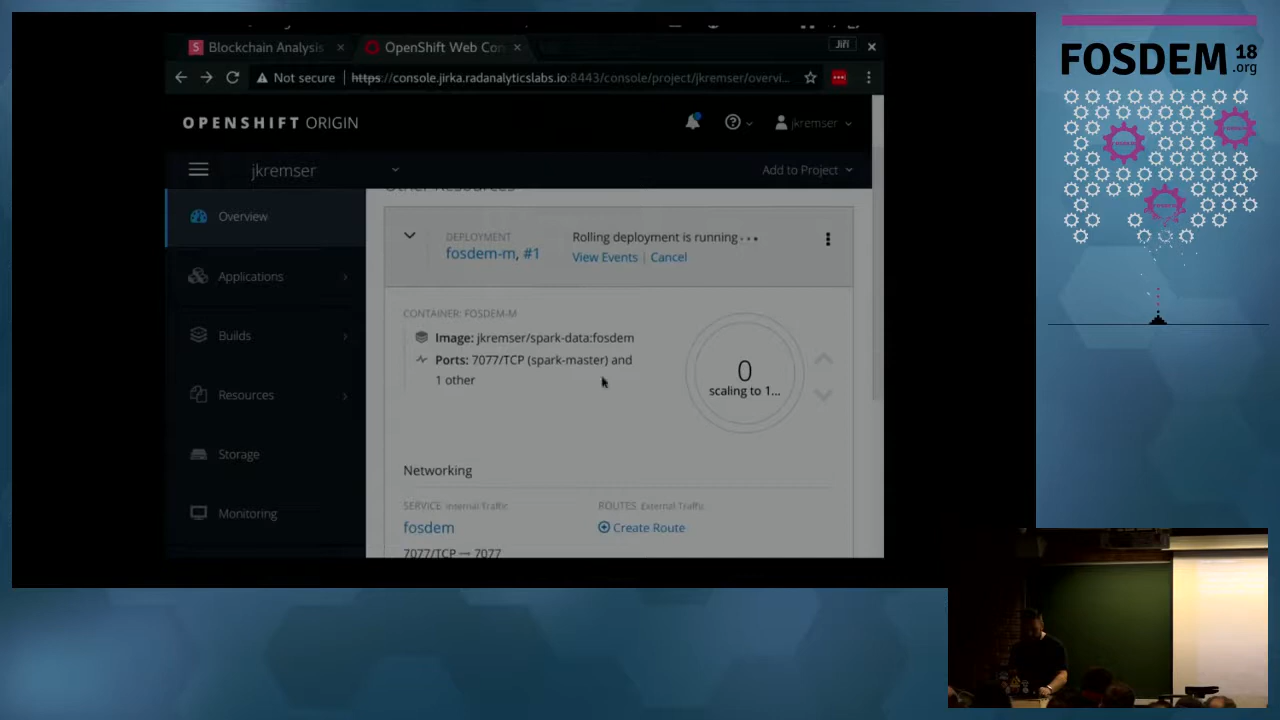 Blockchain Analysis
OpenShift Web Con
Jiří
Not secure
https://console.jirka.radanalyticslabs.io:8443/console/project/jkremser/overvi...
OPENSHIFT ORIGIN
jkremser
jkremser
Add to Project
Overview
Applications
Builds
Resources
Storage
Monitoring
Other Resources
DEPLOYMENT
fosdem-m, #1
Rolling deployment is running
View Events | Cancel
CONTAINER: FOSDEM-M
Image: jkremser/spark-data:fosdem
Ports: 7077/TCP (spark-master) and
1 other
0
scaling to 1...
Networking
SERVICE Internal Traffic
fosdem
7077/TCP → 7077
ROUTES External Traffic
Create Route
FOSDEM 18
.org